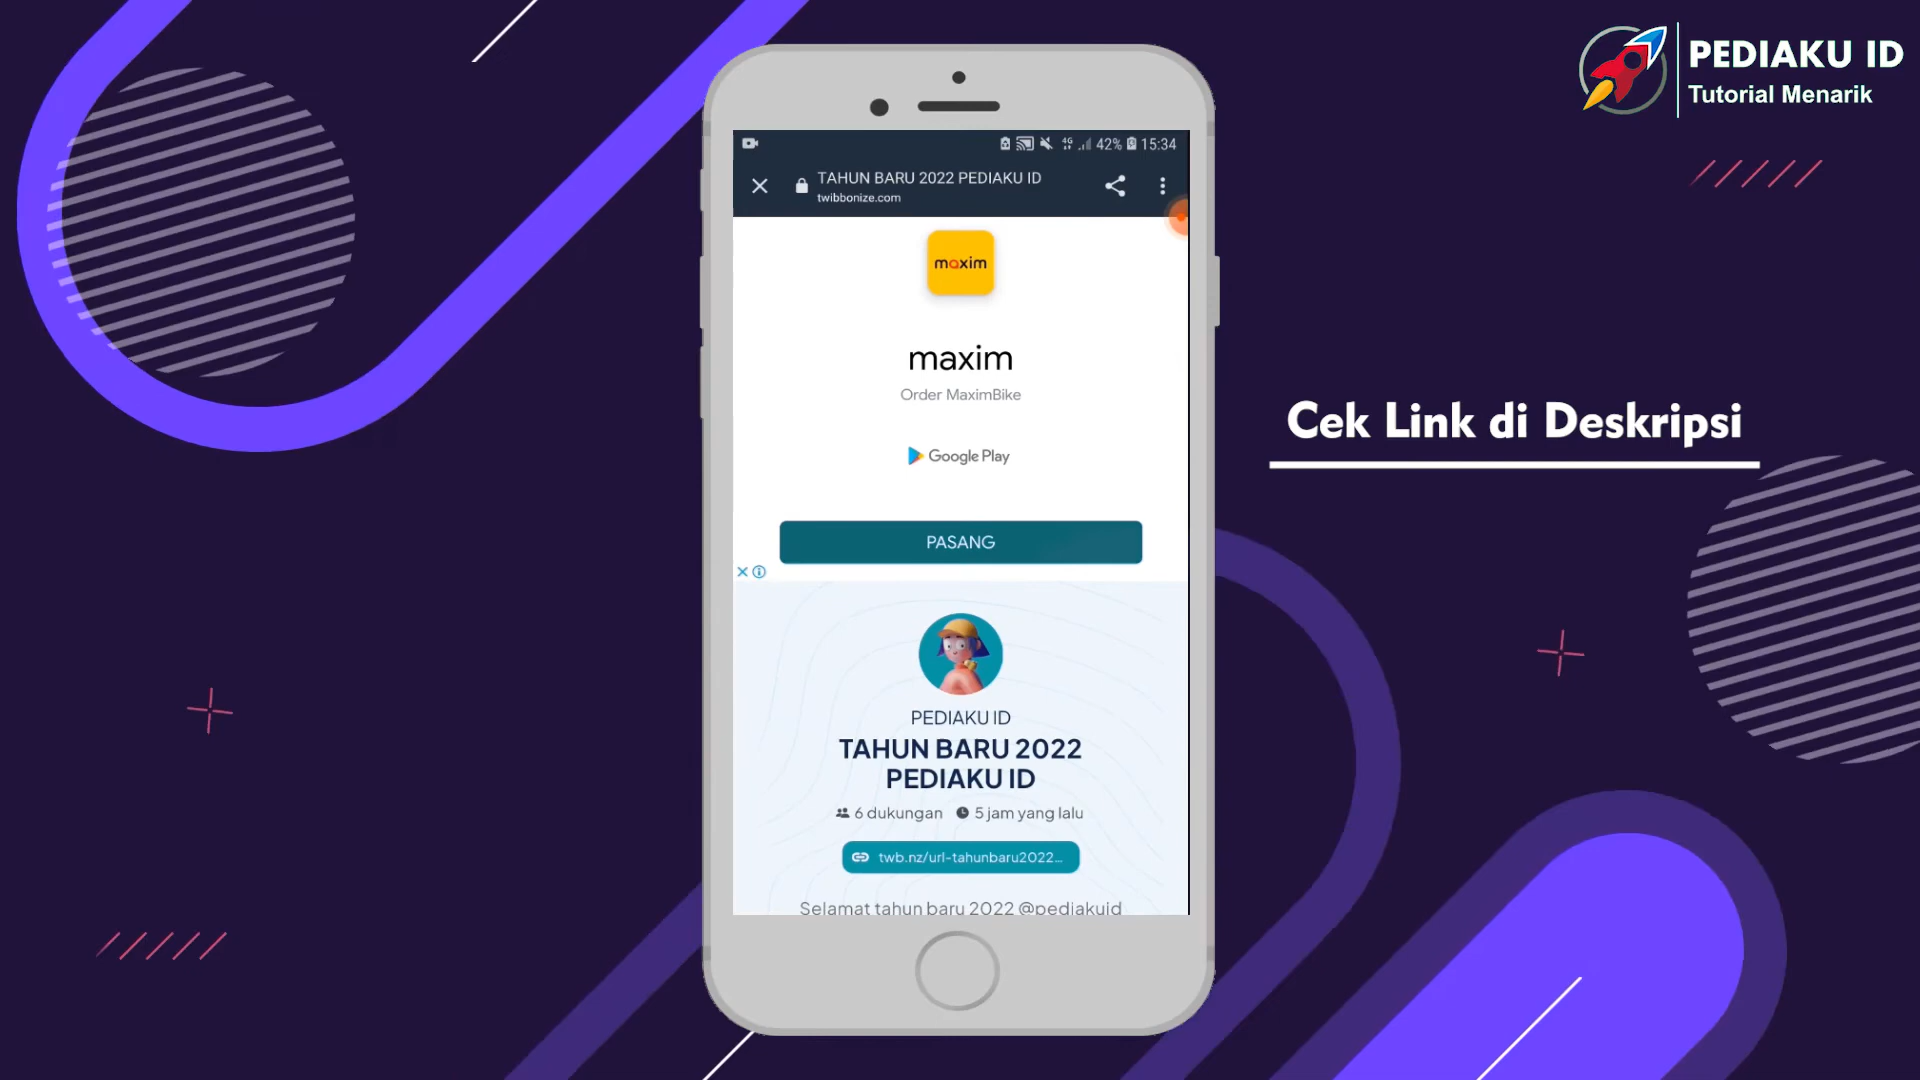 PEDIAKU ID
Tutorial Menarik
4G 42% 15:34
TAHUN BARU 2022 PEDIAKU ID
twibbonize.com
maxim
maxim
Order MaximBike
Google Play
PASANG
Cek Link di Deskripsi
PEDIAKU ID
TAHUN BARU 2022
PEDIAKU ID
6 dukungan 5 jam yang lalu
twb.nz/url-tahunbaru2022...
Selamat tahun baru 2022 @pediakuid